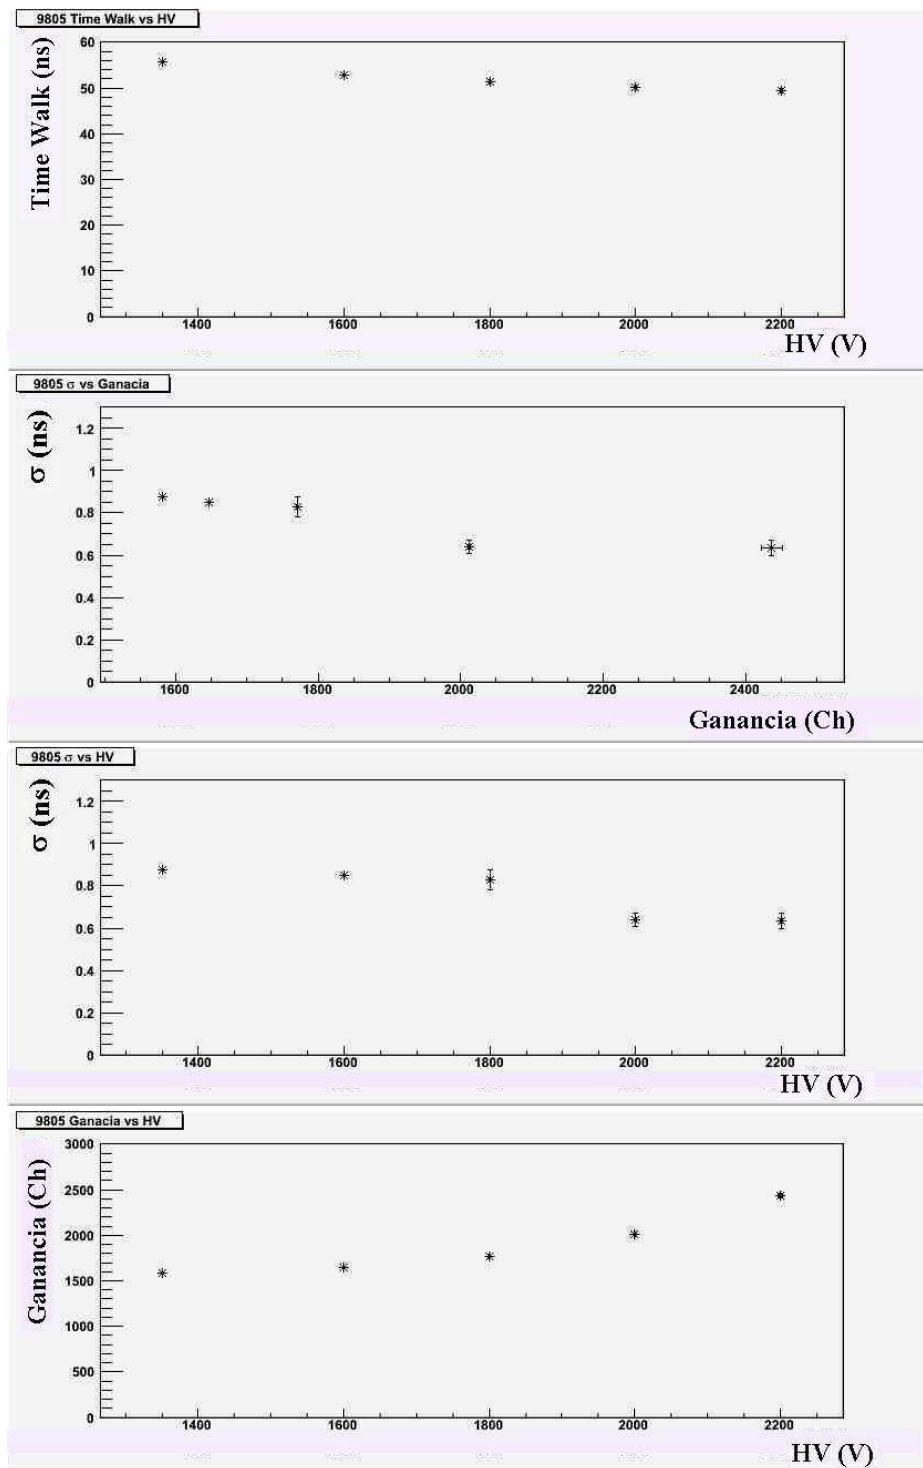 9805 Time Walk vs HV
Time Walk (ns)
60
50
40
30
20
10
0
1400 1600 1800 2000 2200
HV (V)
9805 σ vs Ganacia
σ (ns)
1.2
1
0.8
0.6
0.4
0.2
0
1600 1800 2000 2200 2400
Ganancia (Ch)
9805 σ vs HV
σ (ns)
1.2
1
0.8
0.6
0.4
0.2
0
1400 1600 1800 2000 2200
HV (V)
9805 Ganacia vs HV
Ganancia (Ch)
3000
2500
2000
1500
1000
500
0
1400 1600 1800 2000 2200
HV (V)